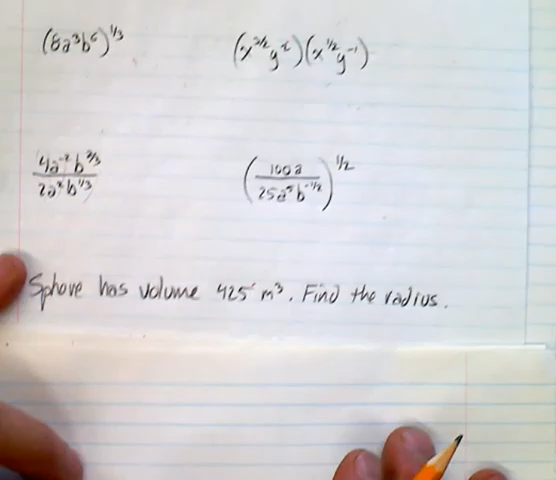 (8a³b⁶)^1/3 (x^3/2 y²)(x^1/2 y⁻¹)
4a⁻²b^2/3 / 2a²b^1/3 (100a / 25a⁵b^-1/2)^1/2
Sphere has volume 425 m³. Find the radius.